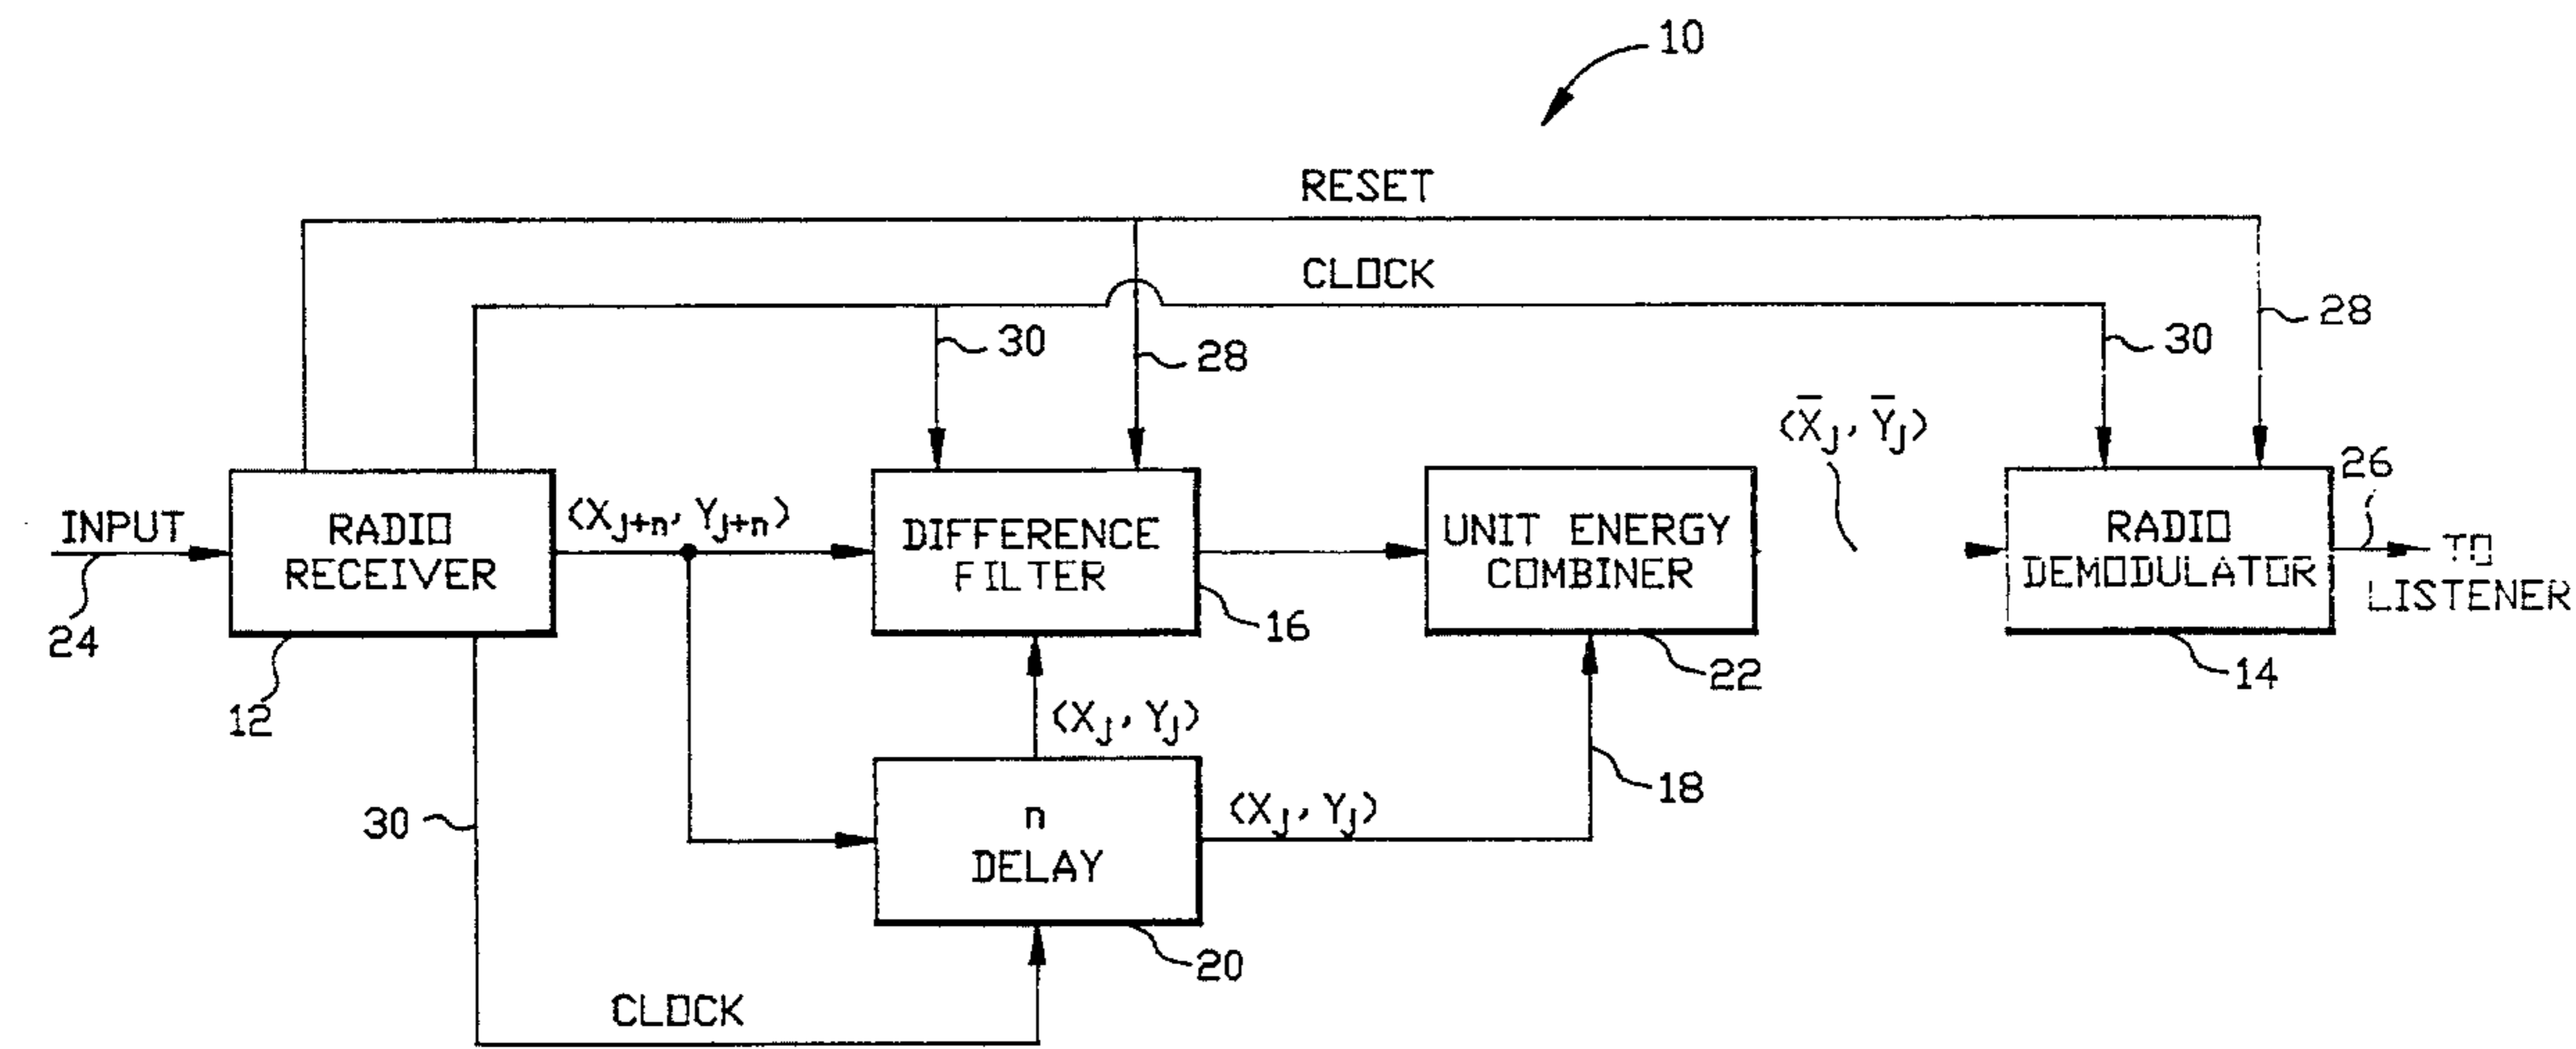 10
RESET
CLOCK
30
28
30
28
(X̄j, Ȳj)
26
INPUT
24
RADIO
RECEIVER
12
(Xj+n, Yj+n)
DIFFERENCE
FILTER
16
UNIT ENERGY
COMBINER
22
RADIO
DEMODULATOR
14
TO
LISTENER
(Xj, Yj)
18
30
n
DELAY
20
(Xj, Yj)
CLOCK